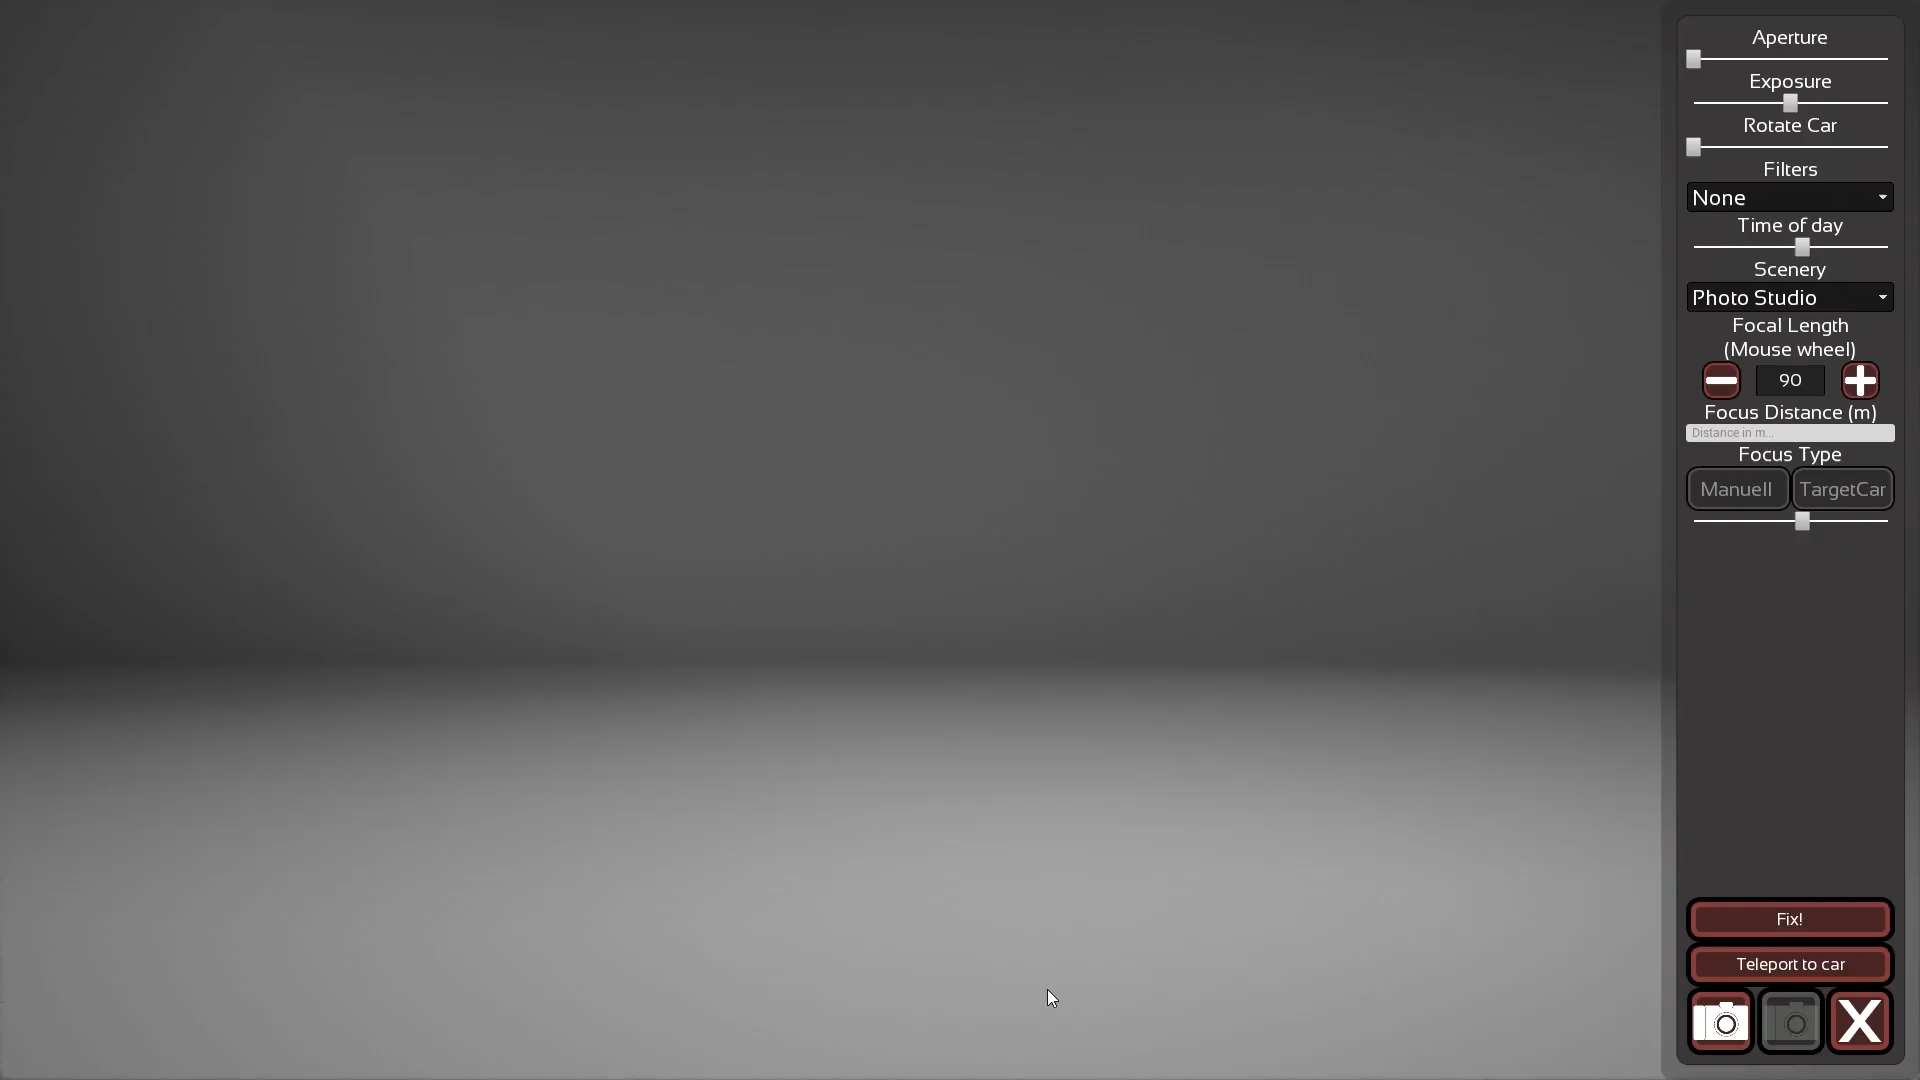 Aperture
Exposure
Rotate Car
Filters
None
Time of day
Scenery
Photo Studio
Focal Length
(Mouse wheel)
90
Focus Distance (m)
Distance in m...
Focus Type
Manuell TargetCar
Fix!
Teleport to car
X